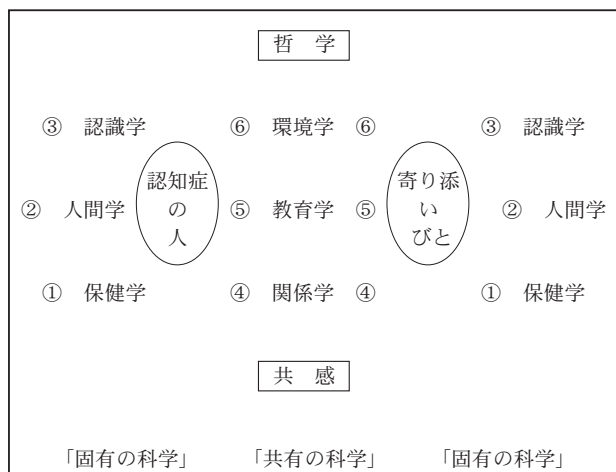 哲　学
③　認識学　⑥　環境学　⑥　③　認識学
認知症
の
人
寄り添
い
びと
②　人間学　⑤　教育学　⑤　②　人間学
①　保健学　④　関係学　④　①　保健学
共　感
「固有の科学」　「共有の科学」　「固有の科学」